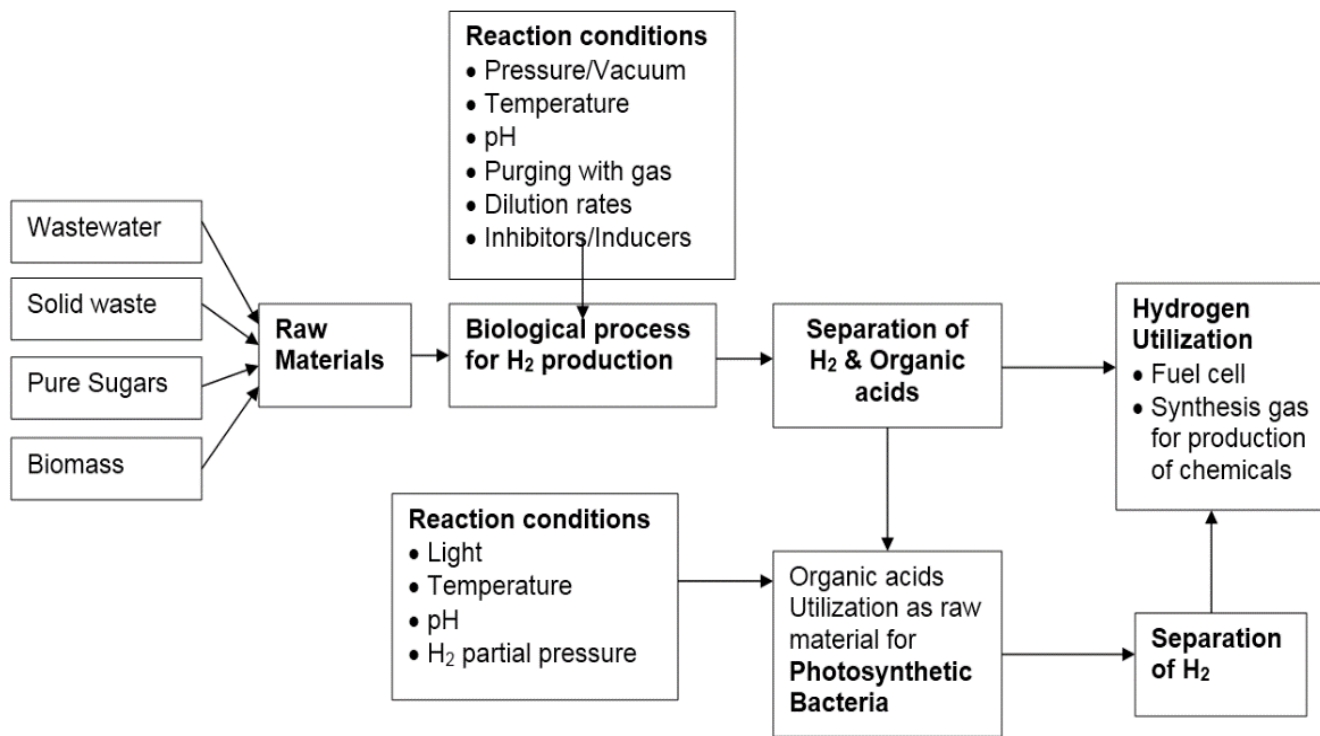 Reaction conditions
• Pressure/Vacuum
• Temperature
• pH
• Purging with gas
• Dilution rates
• Inhibitors/Inducers
Wastewater
Solid waste
Pure Sugars
Biomass
Raw
Materials
Biological process
for H₂ production
Separation of
H₂ & Organic
acids
Hydrogen
Utilization
• Fuel cell
• Synthesis gas
for production
of chemicals
Reaction conditions
• Light
• Temperature
• pH
• H₂ partial pressure
Organic acids
Utilization as raw
material for
Photosynthetic
Bacteria
Separation
of H₂